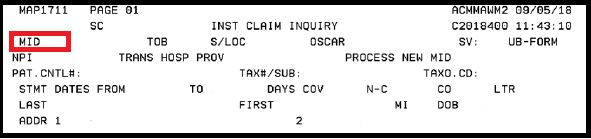 MAP1711 PAGE 01 ACMMAWM2 09/05/18
SC INST CLAIM INQUIRY C2018400 11:43:10
MID TOB S/LOC OSCAR SV: UB-FORM
NPI TRANS HOSP PROV PROCESS NEW MID
PAT.CNTL#: TAX#/SUB: TAXO.CD:
STMT DATES FROM TO DAYS COV N-C CO LTR
LAST FIRST MI DOB
ADDR 1 2